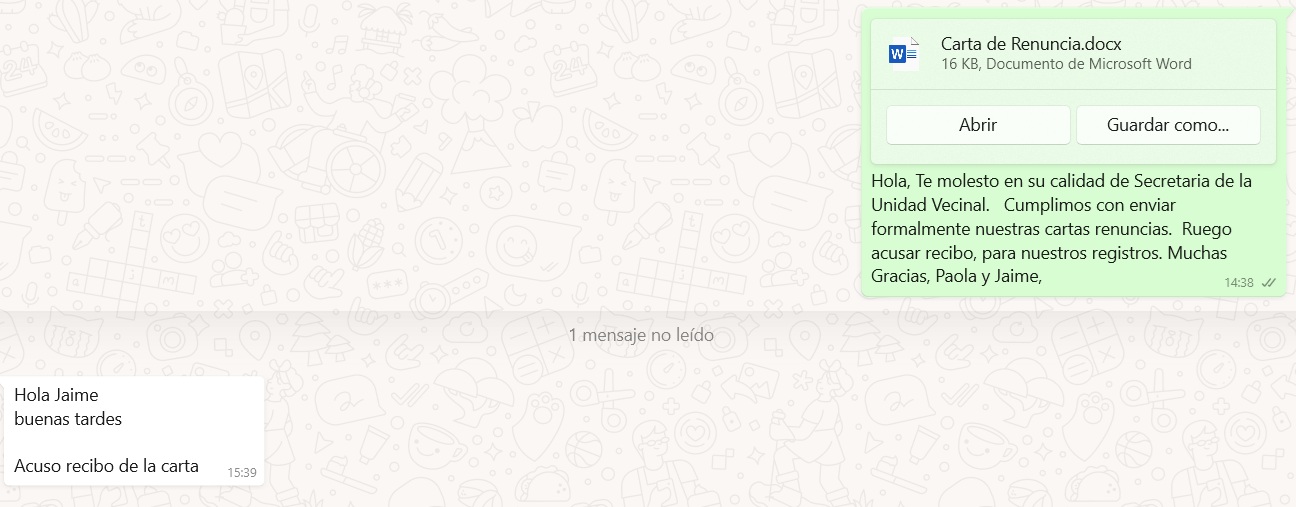 Carta de Renuncia.docx
16 KB, Documento de Microsoft Word
Abrir
Guardar como...
Hola, Te molesto en su calidad de Secretaria de la
Unidad Vecinal.   Cumplimos con enviar
formalmente nuestras cartas renuncias.  Ruego
acusar recibo, para nuestros registros. Muchas
Gracias, Paola y Jaime,
14:38
1 mensaje no leído
Hola Jaime
buenas tardes
Acuso recibo de la carta
15:39